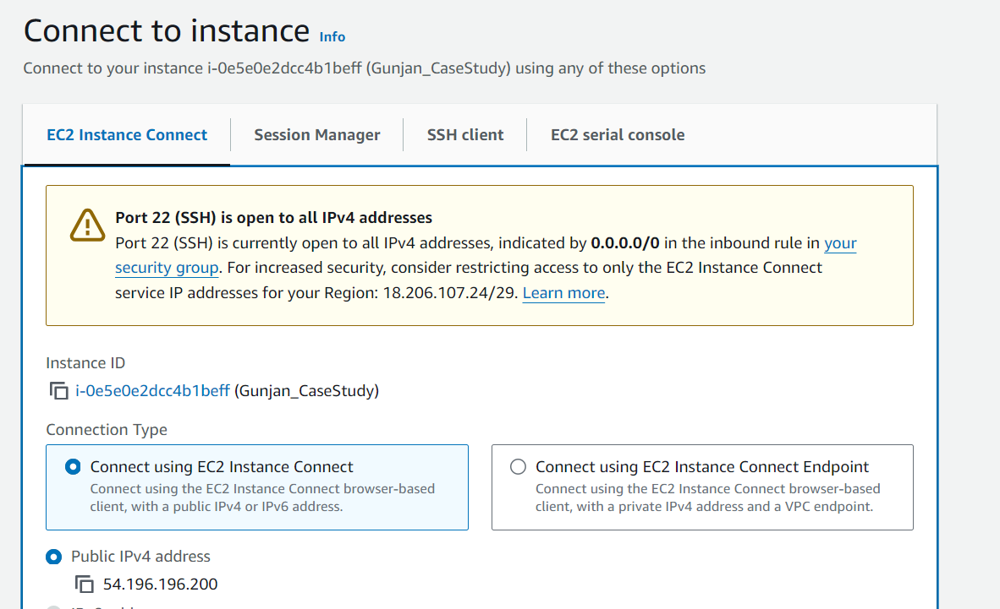 Connect to instance Info
Connect to your instance i-0e5e0e2dcc4b1beff (Gunjan_CaseStudy) using any of these options
EC2 Instance Connect
Session Manager
SSH client
EC2 serial console
Port 22 (SSH) is open to all IPv4 addresses
Port 22 (SSH) is currently open to all IPv4 addresses, indicated by 0.0.0.0/0 in the inbound rule in your
security group. For increased security, consider restricting access to only the EC2 Instance Connect
service IP addresses for your Region: 18.206.107.24/29. Learn more.
Instance ID
i-0e5e0e2dcc4b1beff (Gunjan_CaseStudy)
Connection Type
Connect using EC2 Instance Connect
Connect using the EC2 Instance Connect browser-based
client, with a public IPv4 or IPv6 address.
Connect using EC2 Instance Connect Endpoint
Connect using the EC2 Instance Connect browser-based
client, with a private IPv4 address and a VPC endpoint.
Public IPv4 address
54.196.196.200